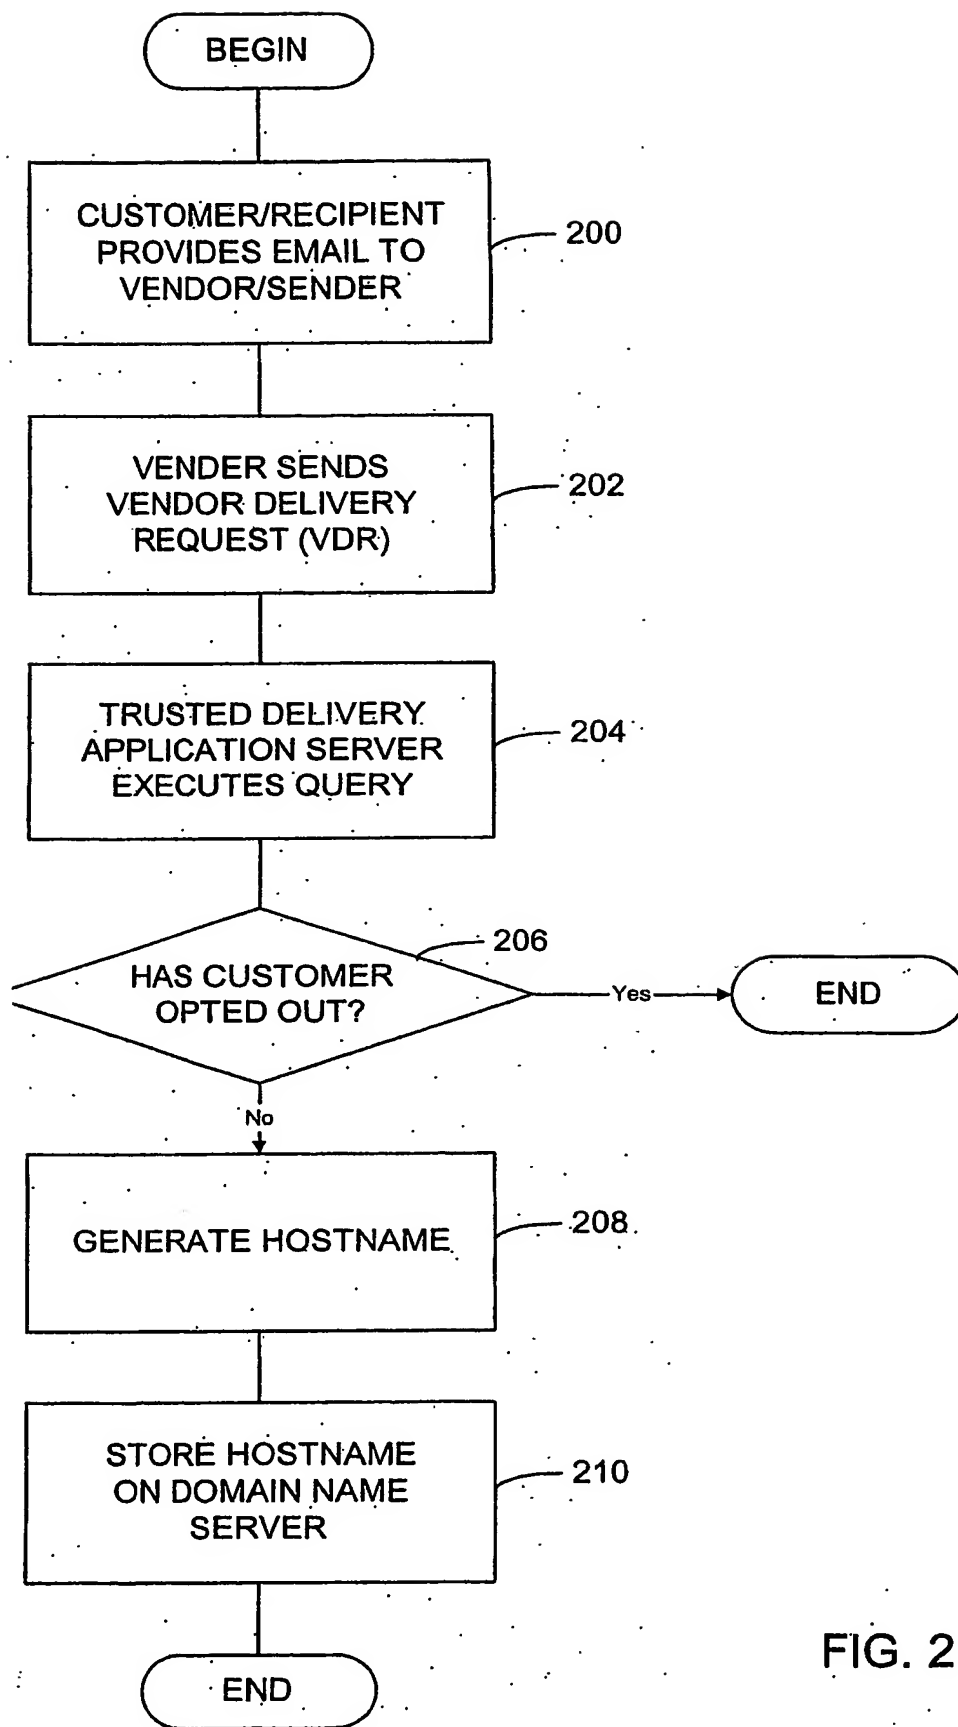 BEGIN
CUSTOMER/RECIPIENT
PROVIDES EMAIL TO
VENDOR/SENDER
200
VENDER SENDS
VENDOR DELIVERY
REQUEST (VDR)
202
TRUSTED DELIVERY
APPLICATION SERVER
EXECUTES QUERY
204
206
HAS CUSTOMER
OPTED OUT?
Yes
END
No
GENERATE HOSTNAME
208
STORE HOSTNAME
ON DOMAIN NAME
SERVER
210
END
FIG. 2